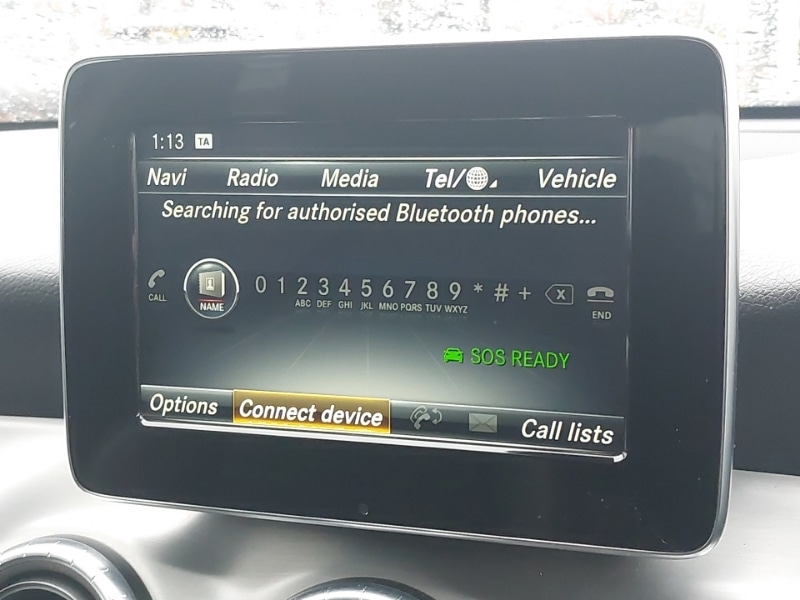 1:13 TA
Navi Radio Media Tel/ Vehicle
Searching for authorised Bluetooth phones...
0 1 2 3 4 5 6 7 8 9 * # + X
ABC DEF GHI JKL MNO PQRS TUV WXYZ
CALL NAME END
SOS READY
Options Connect device Call lists